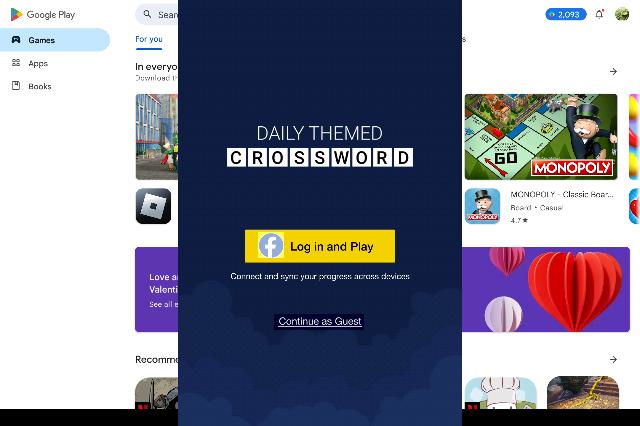 Google Play
Sear
2,093
Games
Apps
Books
For you
s
In everyo
Download th
DAILY THEMED
CROSSWORD
Log in and Play
Connect and sync your progress across devices
Continue as Guest
GO
MONOPOLY
MONOPOLY - Classic Boar...
Board • Casual
4.7★
Love a
Valenti
See all e
Recomme